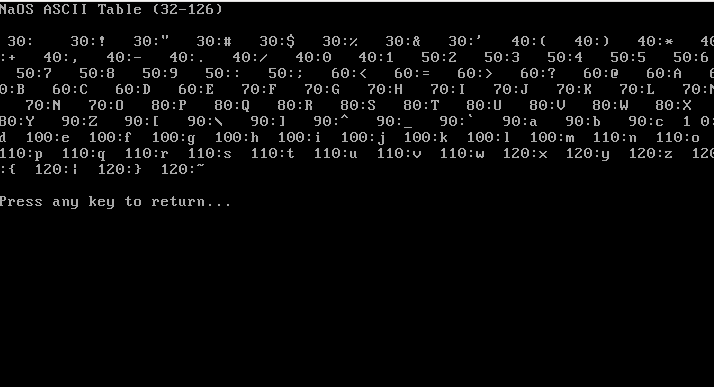 NaOS ASCII Table (32-126)
30:    30:!   30:"   30:#   30:$   30:%   30:&   30:'   40:(   40:)   40:*   40
:+   40:,   40:-   40:.   40:/   40:0   40:1   50:2   50:3   50:4   50:5   50:6
50:7   50:8   50:9   50::   50:;   60:<   60:=   60:>   60:?   60:@   60:A   6
0:B   60:C   60:D   60:E   70:F   70:G   70:H   70:I   70:J   70:K   70:L   70:M
70:N   70:O   80:P   80:Q   80:R   80:S   80:T   80:U   80:V   80:W   80:X
80:Y   90:Z   90:[   90:\   90:]   90:^   90:_   90:`   90:a   90:b   90:c  1 0:
d  100:e  100:f  100:g  100:h  100:i  100:j  100:k  100:l  100:m  110:n  110:o
110:p  110:q  110:r  110:s  110:t  110:u  110:v  110:w  120:x  120:y  120:z  120
:{  120:|  120:}  120:~
Press any key to return...